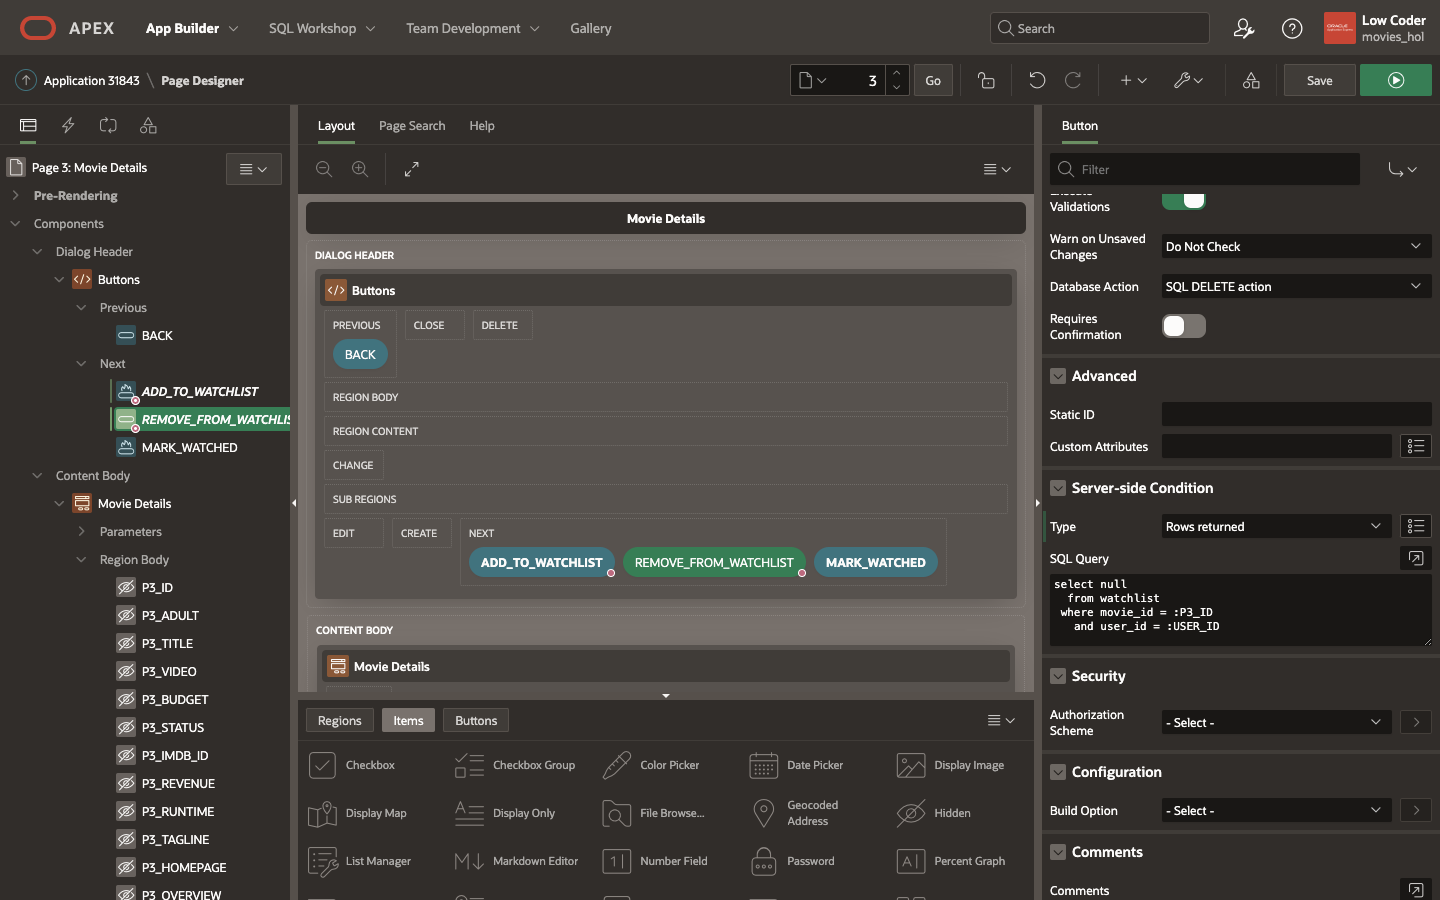 APEX
App Builder
SQL Workshop
Team Development
Gallery
Search
Low Coder
movies_hol
Application 31843 \ Page Designer
3
Go
Save
Page 3: Movie Details
Pre-Rendering
Components
Dialog Header
Buttons
Previous
BACK
Next
ADD_TO_WATCHLIST
REMOVE_FROM_WATCHLIS
MARK_WATCHED
Content Body
Movie Details
Parameters
Region Body
P3_ID
P3_ADULT
P3_TITLE
P3_VIDEO
P3_BUDGET
P3_STATUS
P3_IMDB_ID
P3_REVENUE
P3_RUNTIME
P3_TAGLINE
P3_HOMEPAGE
P3_OVERVIEW
Layout
Page Search
Help
Movie Details
DIALOG HEADER
Buttons
PREVIOUS
CLOSE
DELETE
BACK
REGION BODY
REGION CONTENT
CHANGE
SUB REGIONS
EDIT
CREATE
NEXT
ADD_TO_WATCHLIST
REMOVE_FROM_WATCHLIST
MARK_WATCHED
CONTENT BODY
Movie Details
Regions
Items
Buttons
Checkbox
Checkbox Group
Color Picker
Date Picker
Display Image
Display Map
Display Only
File Browse...
Geocoded
Address
Hidden
List Manager
Markdown Editor
Number Field
Password
Percent Graph
Button
Filter
Validations
Warn on Unsaved
Changes
Do Not Check
Database Action
SQL DELETE action
Requires
Confirmation
Advanced
Static ID
Custom Attributes
Server-side Condition
Type
Rows returned
SQL Query
select null
from watchlist
where movie_id = :P3_ID
and user_id = :USER_ID
Security
Authorization
Scheme
- Select -
Configuration
Build Option
- Select -
Comments
Comments